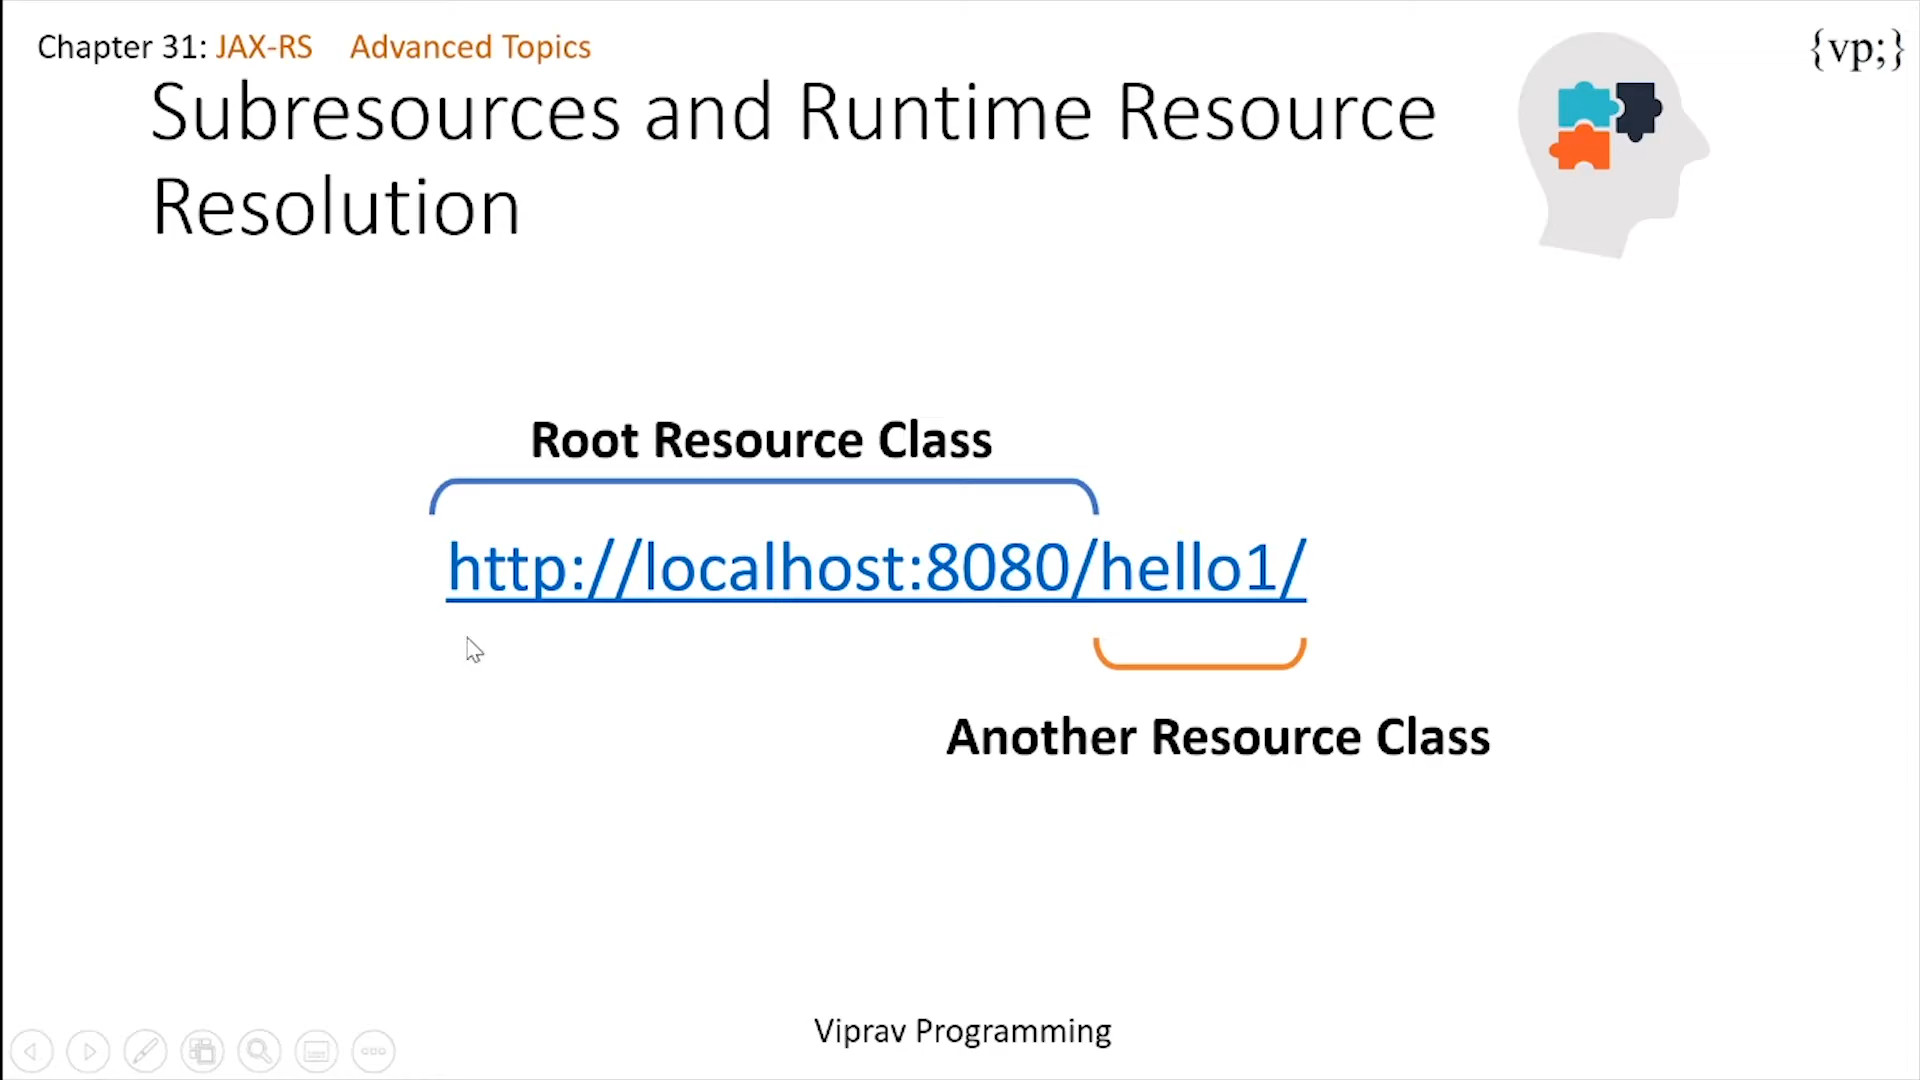 Chapter 31: JAX-RS Advanced Topics
{vp;}
Subresources and Runtime Resource
Resolution
Root Resource Class
http://localhost:8080/hello1/
Another Resource Class
Viprav Programming